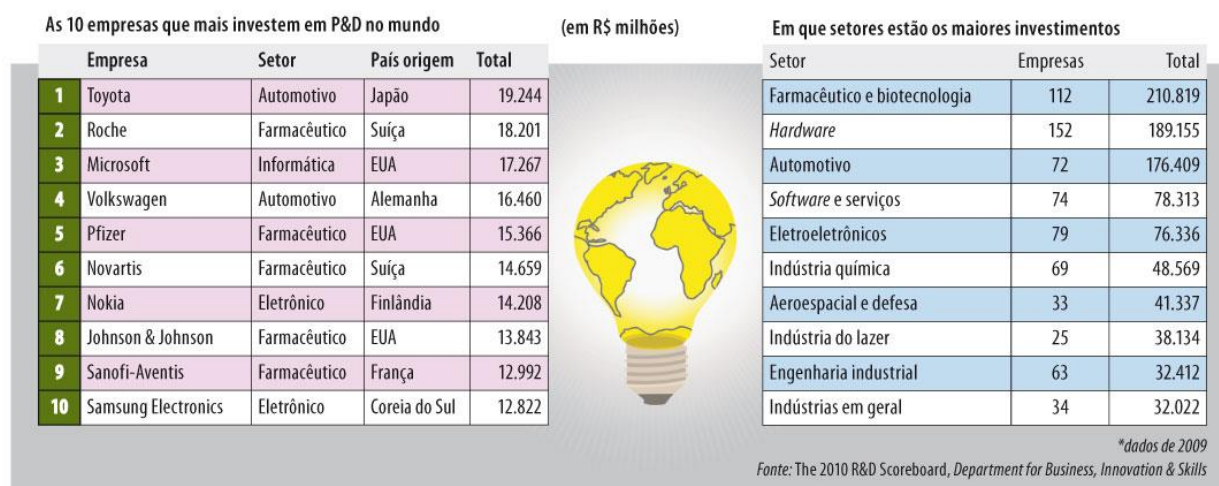 As 10 empresas que mais investem em P&D no mundo
(em R$ milhões)
Empresa Setor País origem Total
1 Toyota Automotivo Japão 19.244
2 Roche Farmacêutico Suíça 18.201
3 Microsoft Informática EUA 17.267
4 Volkswagen Automotivo Alemanha 16.460
5 Pfizer Farmacêutico EUA 15.366
6 Novartis Farmacêutico Suíça 14.659
7 Nokia Eletrônico Finlândia 14.208
8 Johnson & Johnson Farmacêutico EUA 13.843
9 Sanofi-Aventis Farmacêutico França 12.992
10 Samsung Electronics Eletrônico Coreia do Sul 12.822
Em que setores estão os maiores investimentos
Setor Empresas Total
Farmacêutico e biotecnologia 112 210.819
Hardware 152 189.155
Automotivo 72 176.409
Software e serviços 74 78.313
Eletroeletrônicos 79 76.336
Indústria química 69 48.569
Aeroespacial e defesa 33 41.337
Indústria do lazer 25 38.134
Engenharia industrial 63 32.412
Indústrias em geral 34 32.022
*dados de 2009
Fonte: The 2010 R&D Scoreboard, Department for Business, Innovation & Skills